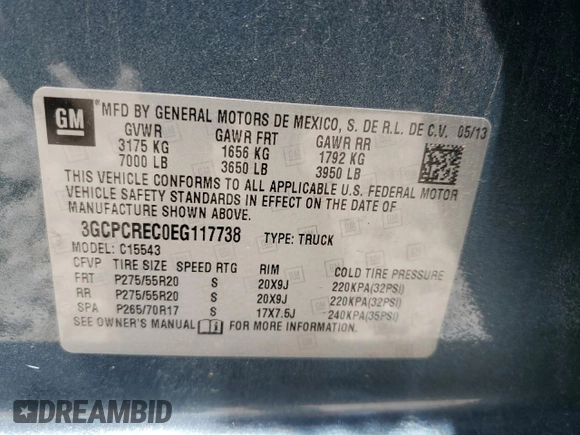 GM
MFD BY GENERAL MOTORS DE MEXICO, S. DE R.L. DE C.V. 05/13
GVWR GAWR FRT GAWR RR
3175 KG 1656 KG 1792 KG
7000 LB 3650 LB 3950 LB
THIS VEHICLE CONFORMS TO ALL APPLICABLE U.S. FEDERAL MOTOR
VEHICLE SAFETY STANDARDS IN EFFECT ON THE DATE OF
MANUFACTURE SHOWN ABOVE.
3GCPCREC0EG117738 TYPE: TRUCK
MODEL: C15543
CFVP TIRE SIZE SPEED RTG RIM COLD TIRE PRESSURE
FRT P275/55R20 S 20X9J 220KPA(32PSI)
RR P275/55R20 S 20X9J 220KPA(32PSI)
SPA P265/70R17 S 17X7.5J 240KPA(35PSI)
SEE OWNER'S MANUAL FOR MORE INFORMATION
DREAMBID